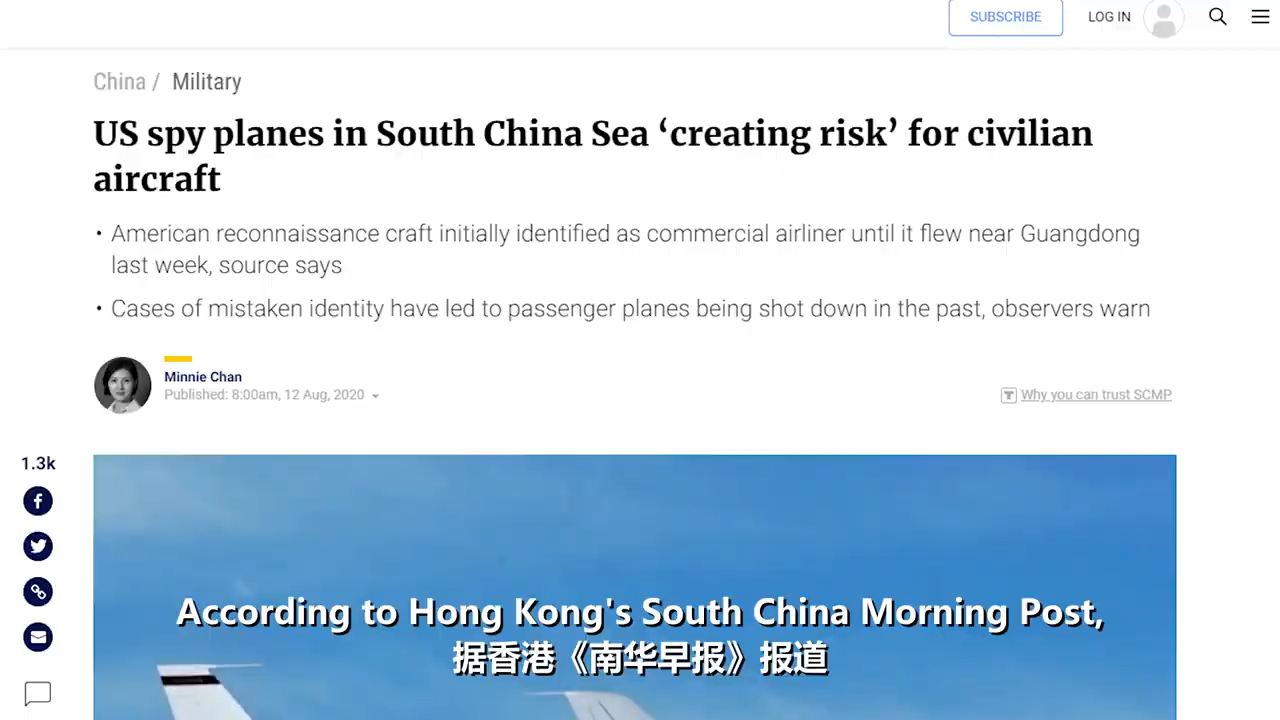 SUBSCRIBE
LOG IN
China / Military
US spy planes in South China Sea ‘creating risk’ for civilian
aircraft
• American reconnaissance craft initially identified as commercial airliner until it flew near Guangdong
last week, source says
• Cases of mistaken identity have led to passenger planes being shot down in the past, observers warn
Minnie Chan
Published: 8:00am, 12 Aug, 2020
Why you can trust SCMP
1.3k
According to Hong Kong's South China Morning Post,
据香港《南华早报》报道